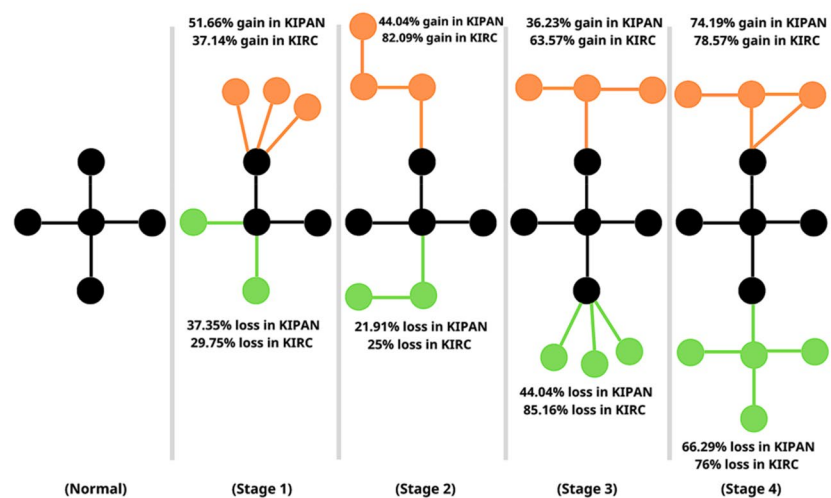 51.66% gain in KIPAN
37.14% gain in KIRC
44.04% gain in KIPAN
82.09% gain in KIRC
36.23% gain in KIPAN
63.57% gain in KIRC
74.19% gain in KIPAN
78.57% gain in KIRC
37.35% loss in KIPAN
29.75% loss in KIRC
21.91% loss in KIPAN
25% loss in KIRC
44.04% loss in KIPAN
85.16% loss in KIRC
66.29% loss in KIPAN
76% loss in KIRC
(Normal)
(Stage 1)
(Stage 2)
(Stage 3)
(Stage 4)